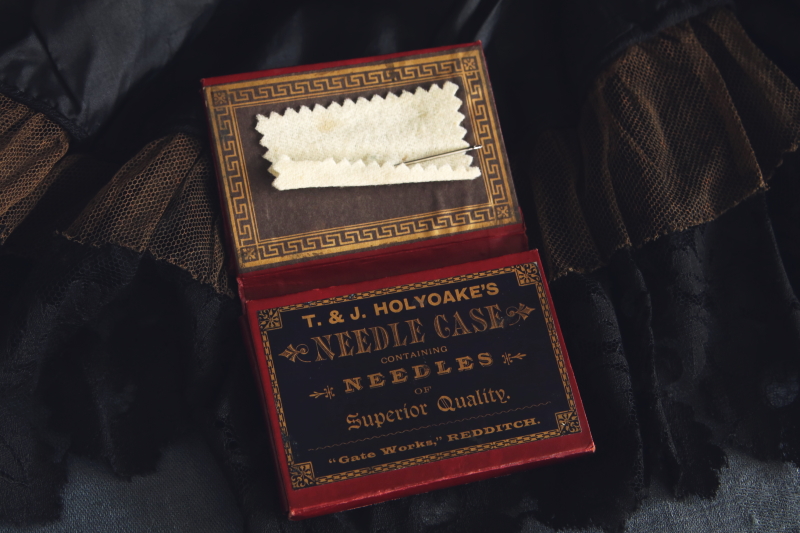 T. & J. HOLYOAKE'S
NEEDLE CASE
CONTAINING
NEEDLES
OF
Superior Quality.
"Gate Works," REDDITCH.